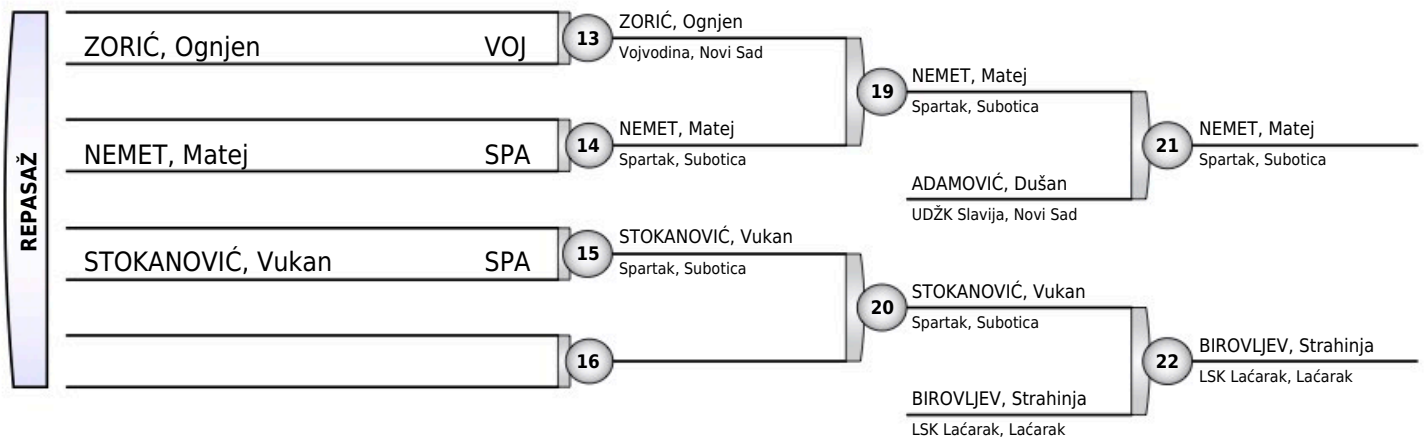 REPASAŽ
ZORIĆ, Ognjen VOJ
13
ZORIĆ, Ognjen
Vojvodina, Novi Sad
NEMET, Matej SPA
14
NEMET, Matej
Spartak, Subotica
19
NEMET, Matej
Spartak, Subotica
ADAMOVIĆ, Dušan
UDŽK Slavija, Novi Sad
21
NEMET, Matej
Spartak, Subotica
STOKANOVIĆ, Vukan SPA
15
STOKANOVIĆ, Vukan
Spartak, Subotica
16
20
STOKANOVIĆ, Vukan
Spartak, Subotica
BIROVLJEV, Strahinja
LSK Laćarak, Laćarak
22
BIROVLJEV, Strahinja
LSK Laćarak, Laćarak